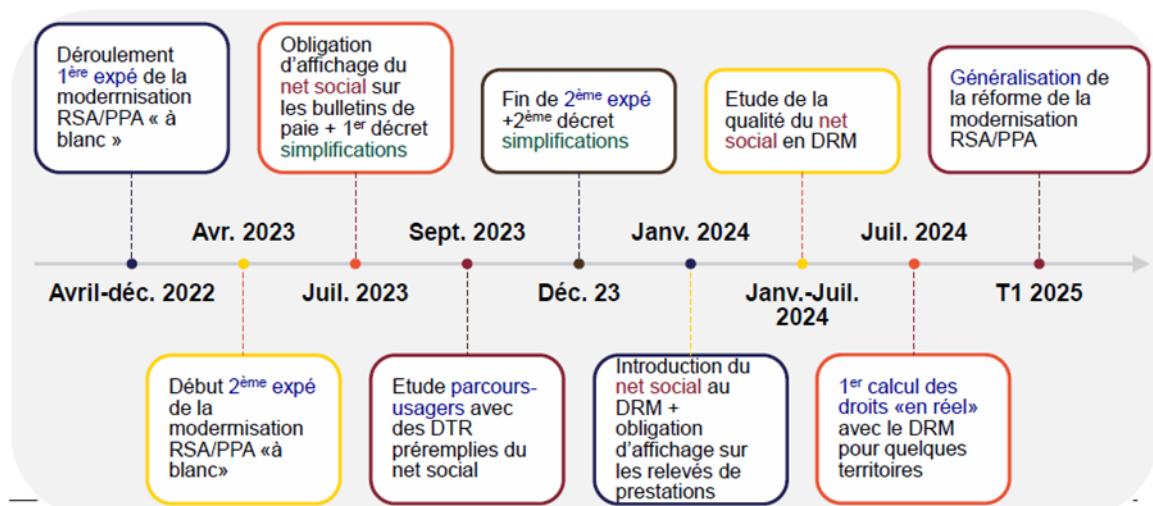 Déroulement
1ère expé de la
modernisation
RSA/PPA « à
blanc »
Obligation
d'affichage du
net social sur
les bulletins de
paie + 1er décret
simplifications
Fin de 2ème expé
+2ème décret
simplifications
Etude de la
qualité du net
social en DRM
Généralisation de
la réforme de la
modernisation
RSA/PPA
Avr. 2023
Sept. 2023
Janv. 2024
Juil. 2024
Avril-déc. 2022
Juil. 2023
Déc. 23
Janv.-Juil.
2024
T1 2025
Début 2ème expé
de la
modernisation
RSA/PPA «à
blanc»
Etude parcours-
usagers avec
des DTR
préremplies du
net social
Introduction du
net social au
DRM +
obligation
d'affichage sur
les relevés de
prestations
1er calcul des
droits «en réel»
avec le DRM
pour quelques
territoires